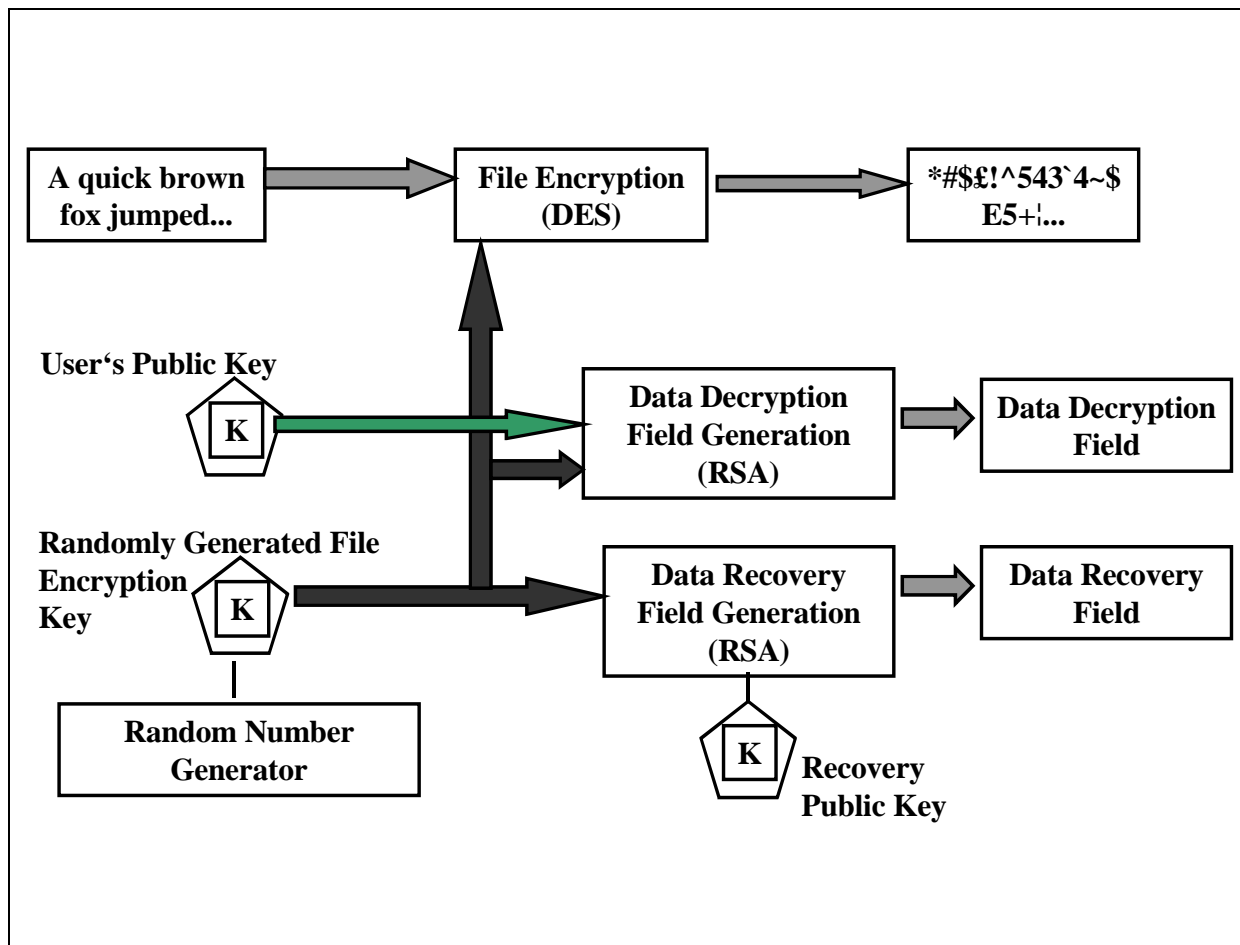 A quick brown
fox jumped...
File Encryption
(DES)
*#$£!^543`4~$
E5+¦...
User‘s Public Key
K
Data Decryption
Field Generation
(RSA)
Data Decryption
Field
Randomly Generated File
Encryption
Key
K
Data Recovery
Field Generation
(RSA)
Data Recovery
Field
Random Number
Generator
K
Recovery
Public Key